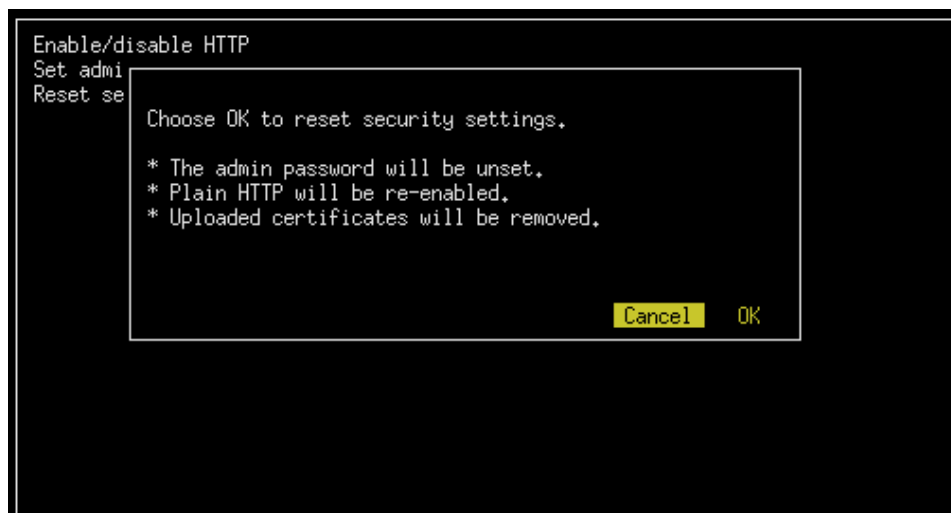 Enable/disable HTTP
Set admi
Reset se
Choose OK to reset security settings.
* The admin password will be unset.
* Plain HTTP will be re-enabled.
* Uploaded certificates will be removed.
Cancel OK